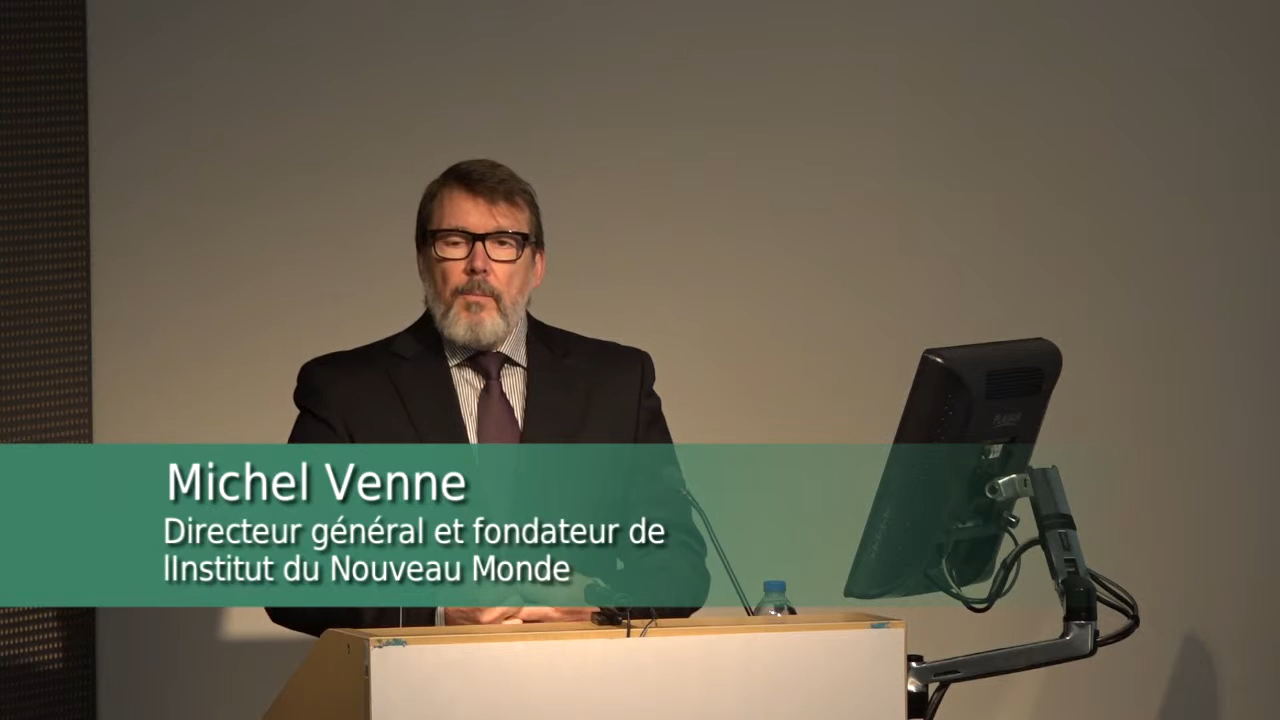 Michel Venne
Directeur général et fondateur de
lInstitut du Nouveau Monde